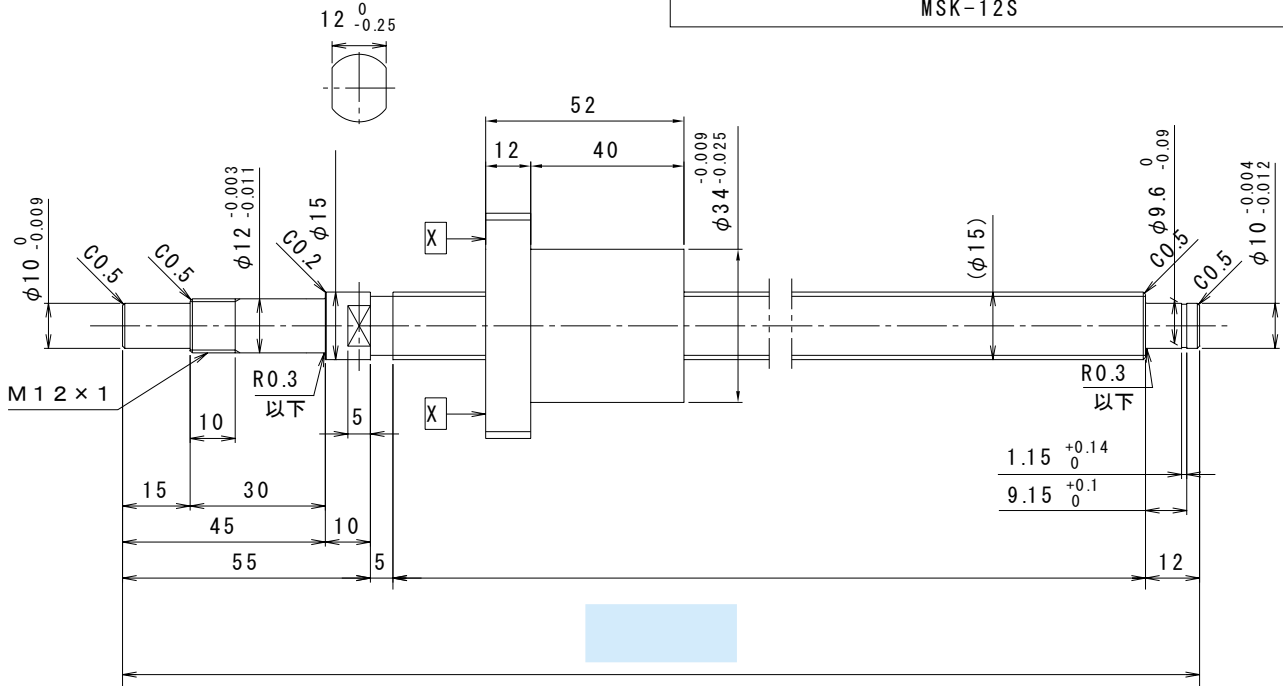 MSK-12S
12 0 -0.25
52
12
40
φ34 -0.009 -0.025
φ10 0 -0.009
C0.5
C0.5
φ12 -0.003 -0.011
C0.2
φ15
X
(φ15)
C0.5
φ9.6 0 -0.09
C0.5
φ10 -0.004 -0.012
M12×1
10
R0.3
以下
5
X
R0.3
以下
1.15 +0.14 0
9.15 +0.1 0
15
30
45
10
55
5
12